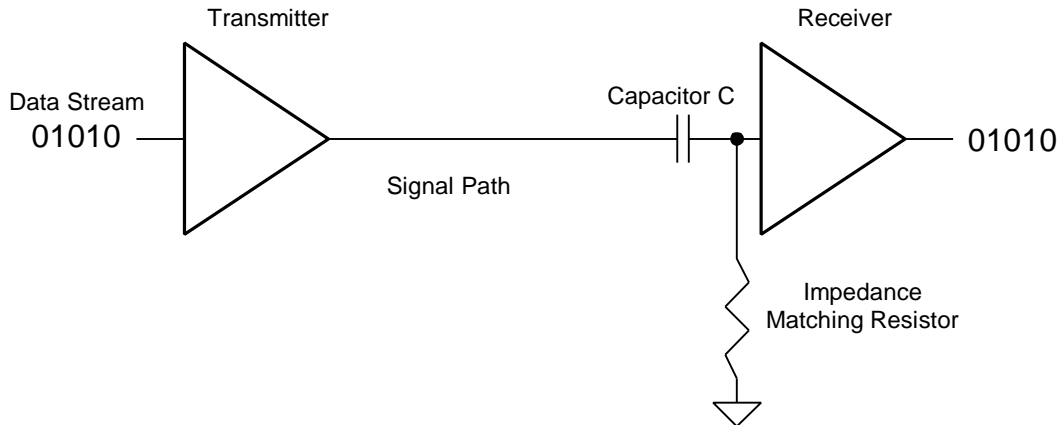 Transmitter
Receiver
Data Stream
01010
Capacitor C
01010
Signal Path
Impedance
Matching Resistor